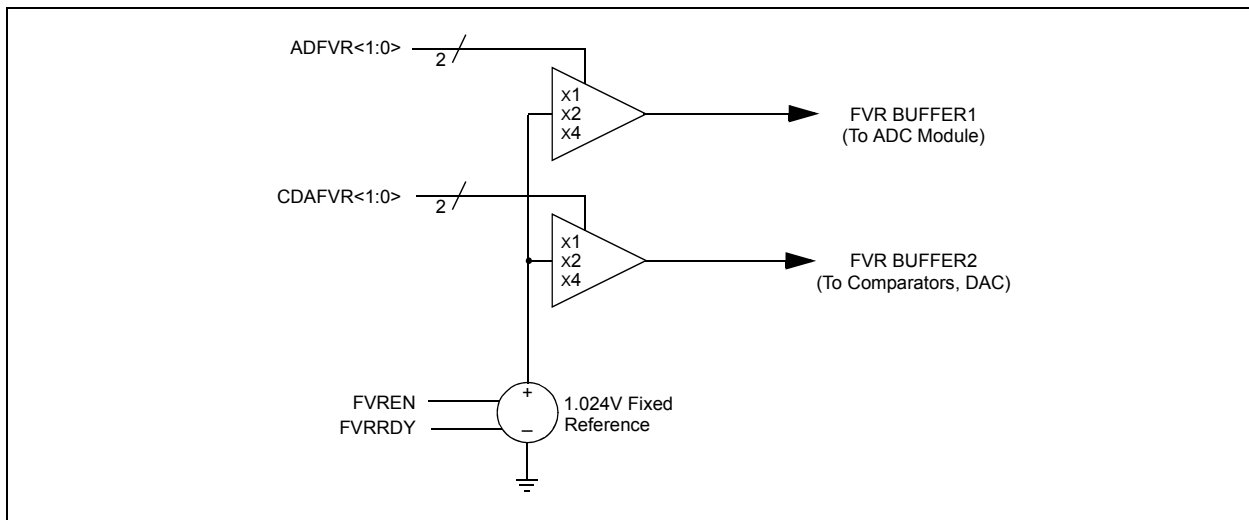 ADFVR<1:0>
2
X1
X2
X4
FVR BUFFER1
(To ADC Module)
CDAFVR<1:0>
2
X1
X2
X4
FVR BUFFER2
(To Comparators, DAC)
+
FVREN
1.024V Fixed
Reference
FVRRDY
_